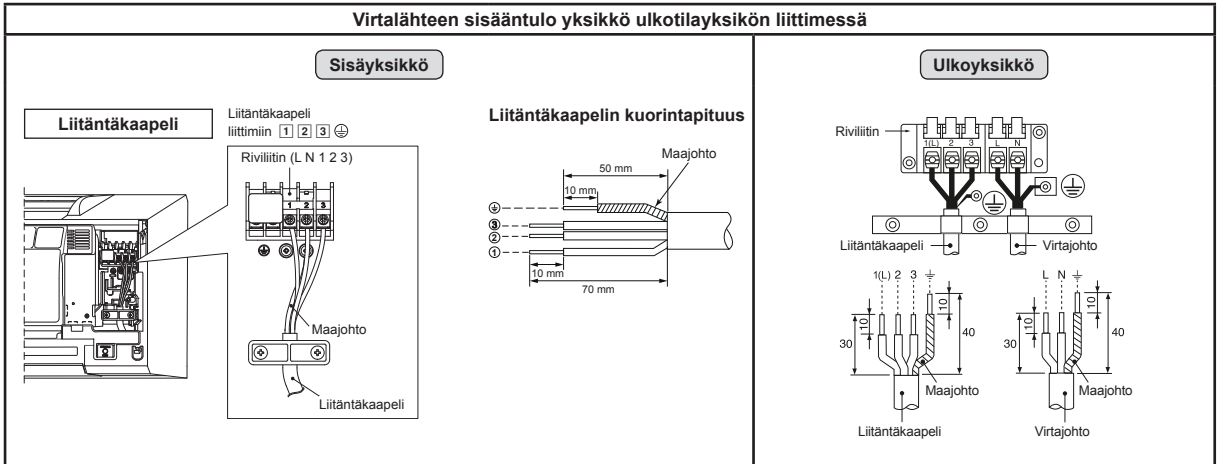 Virtalähteen sisääntulo yksikkö ulkotilayksikön liittimessä
Sisäyksikkö
Liitäntäkaapeli
Liitäntäkaapeli
liittimiin 1 2 3 ⏚
Riviliitin (L N 1 2 3)
1 2 3
Maajohto
Liitäntäkaapeli
Liitäntäkaapelin kuorintapituus
Maajohto
50 mm
10 mm
⏚
③
②
①
10 mm
70 mm
Ulkoyksikkö
Riviliitin
1(L) 2 3 L N
Liitäntäkaapeli
Virtajohto
1(L) 2 3 ⏚
10
10
30
40
Maajohto
Liitäntäkaapeli
L N ⏚
10
10
30
40
Maajohto
Virtajohto